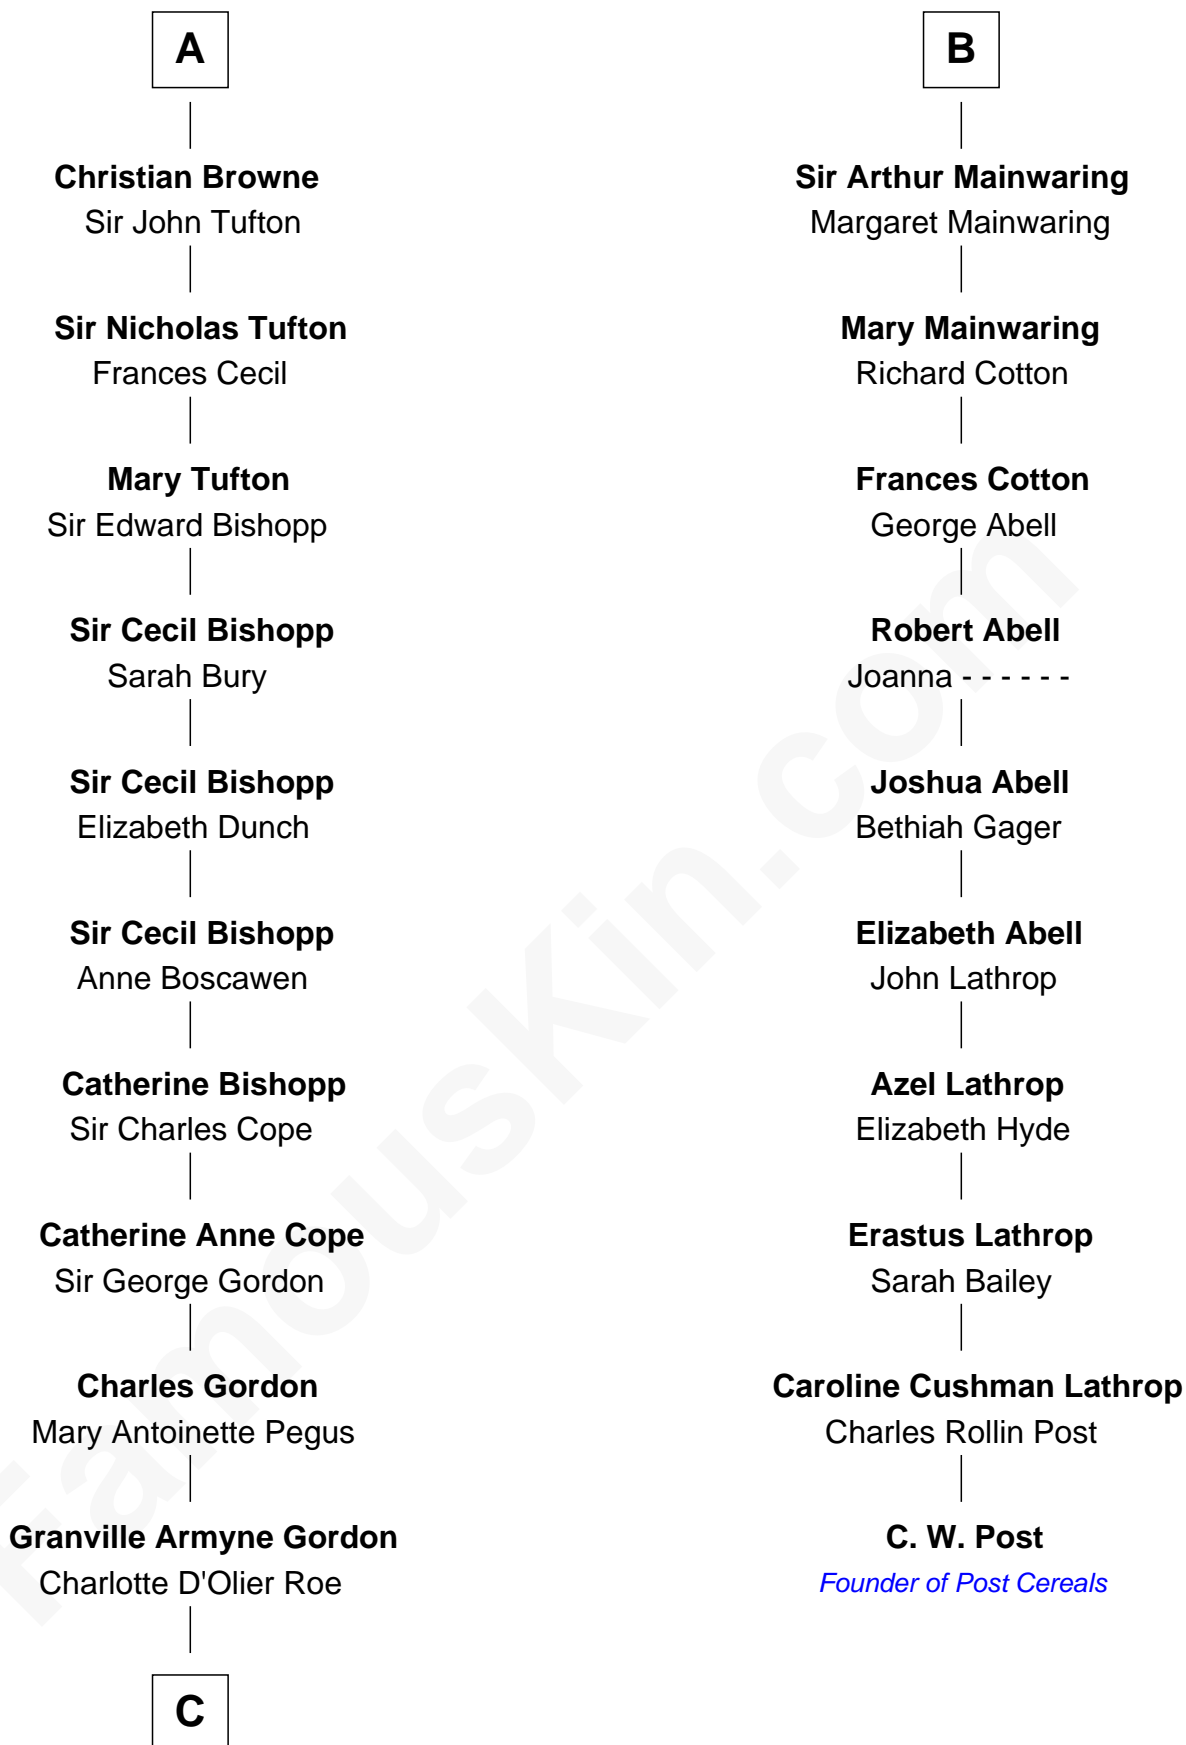 A
Christian Browne
Sir John Tufton
Sir Nicholas Tufton
Frances Cecil
Mary Tufton
Sir Edward Bishopp
Sir Cecil Bishopp
Sarah Bury
Sir Cecil Bishopp
Elizabeth Dunch
Sir Cecil Bishopp
Anne Boscawen
Catherine Bishopp
Sir Charles Cope
Catherine Anne Cope
Sir George Gordon
Charles Gordon
Mary Antoinette Pegus
Granville Armyne Gordon
Charlotte D'Olier Roe
C
B
Sir Arthur Mainwaring
Margaret Mainwaring
Mary Mainwaring
Richard Cotton
Frances Cotton
George Abell
Robert Abell
Joanna - - - - - -
Joshua Abell
Bethiah Gager
Elizabeth Abell
John Lathrop
Azel Lathrop
Elizabeth Hyde
Erastus Lathrop
Sarah Bailey
Caroline Cushman Lathrop
Charles Rollin Post
C. W. Post
Founder of Post Cereals
FamousKin.com